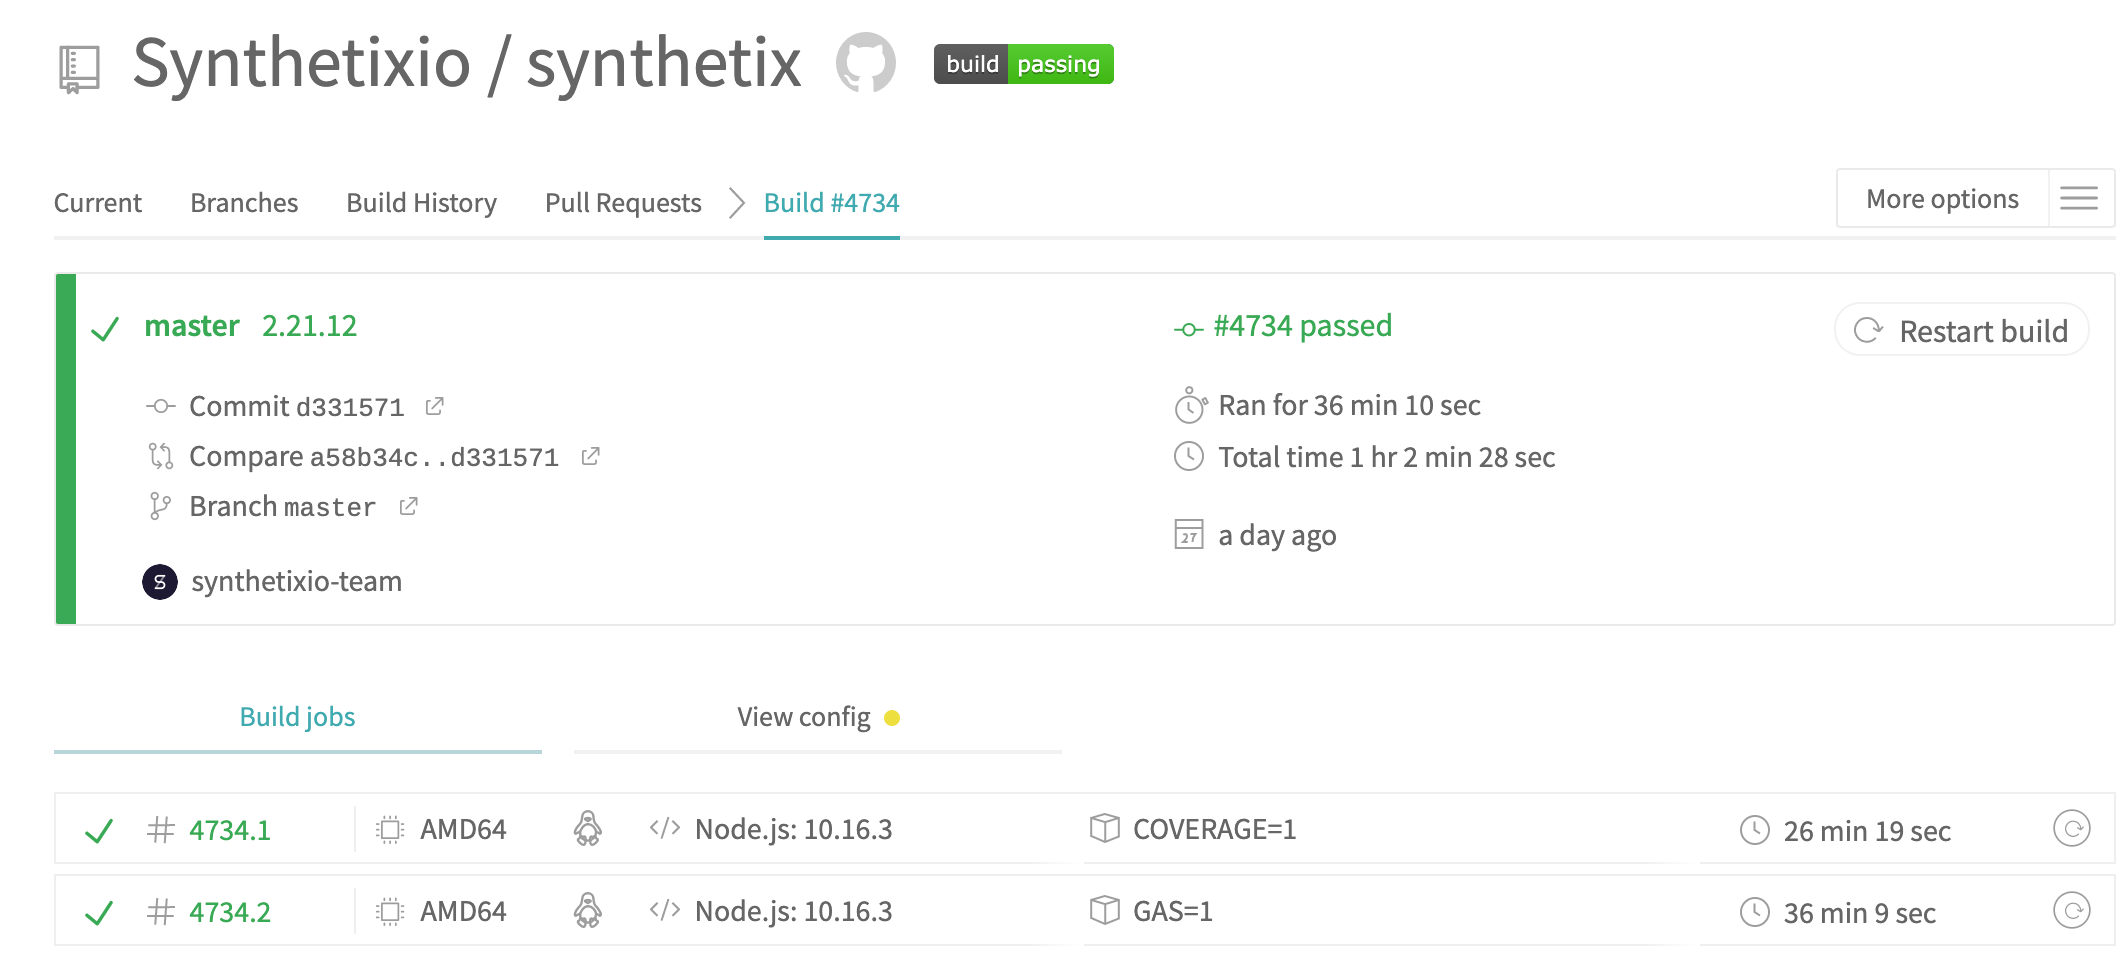 Synthetixio / synthetix build passing
Current Branches Build History Pull Requests Build #4734 More options
master 2.21.12
Commit d331571
Compare a58b34c..d331571
Branch master
synthetixio-team
#4734 passed
Ran for 36 min 10 sec
Total time 1 hr 2 min 28 sec
27 a day ago
Restart build
Build jobs View config
# 4734.1 AMD64 </> Node.js: 10.16.3 COVERAGE=1 26 min 19 sec
# 4734.2 AMD64 </> Node.js: 10.16.3 GAS=1 36 min 9 sec